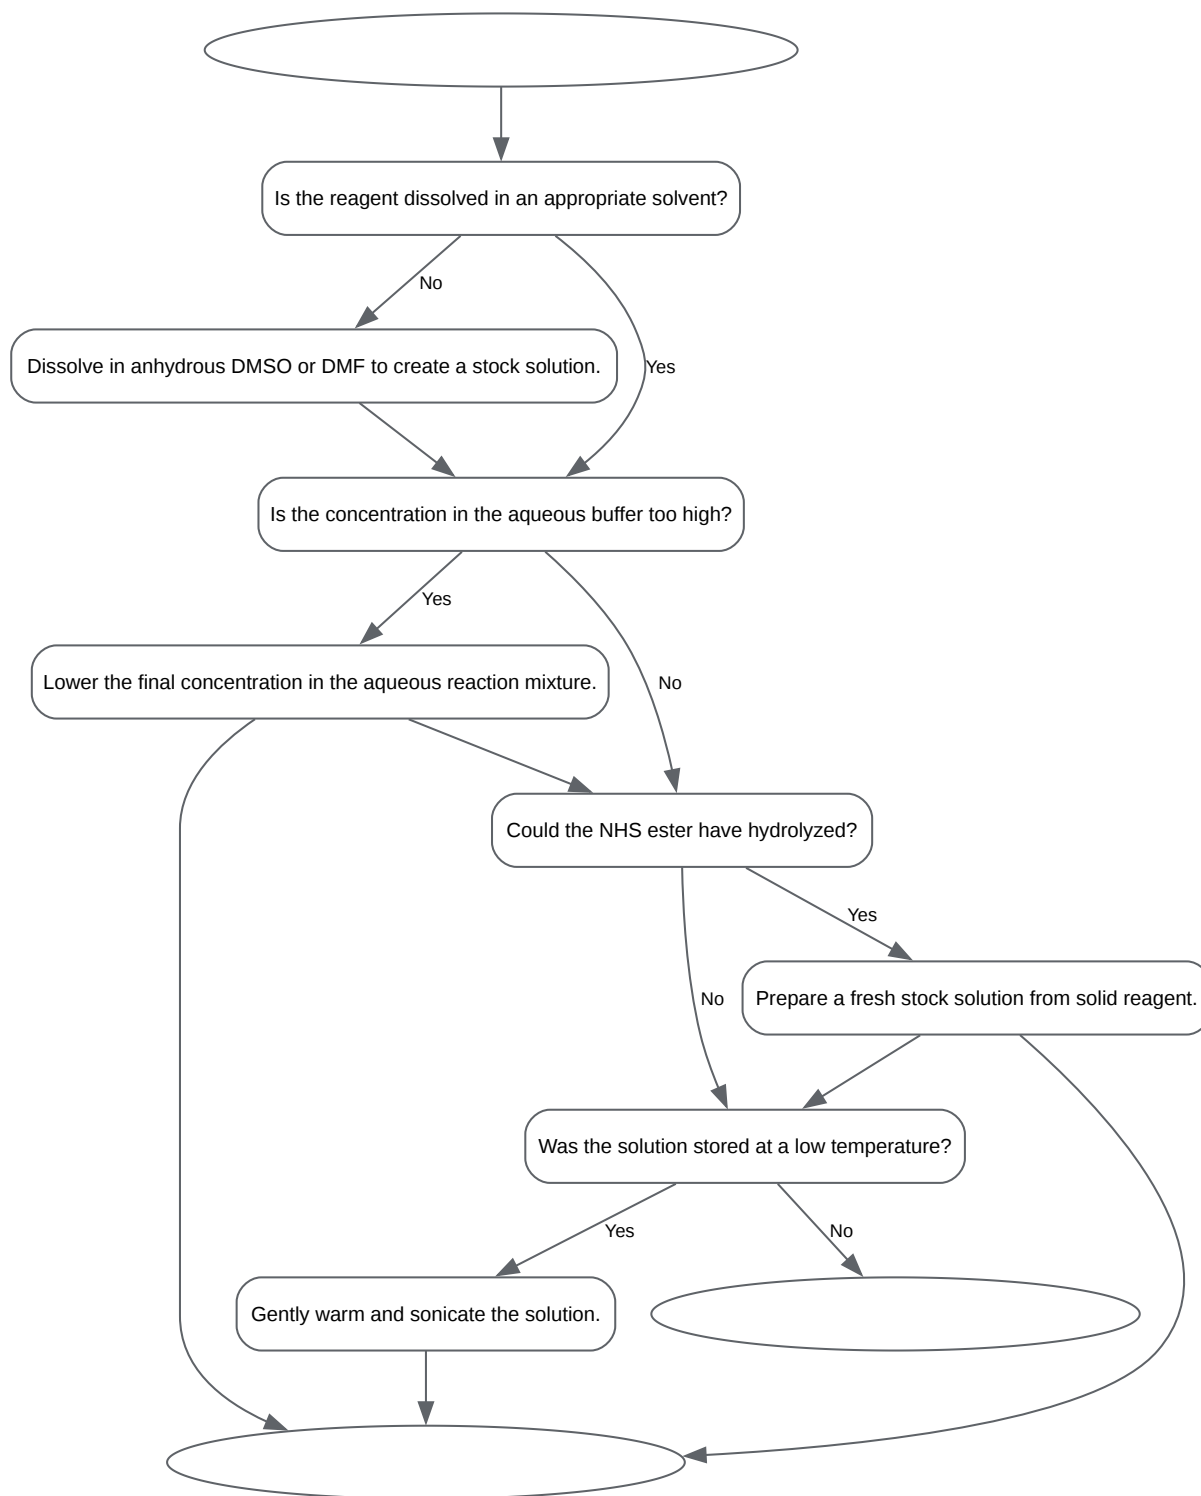 Is the reagent dissolved in an appropriate solvent?
No
Dissolve in anhydrous DMSO or DMF to create a stock solution.
Yes
Is the concentration in the aqueous buffer too high?
Yes
Lower the final concentration in the aqueous reaction mixture.
No
Could the NHS ester have hydrolyzed?
Yes
No
Prepare a fresh stock solution from solid reagent.
Was the solution stored at a low temperature?
Yes
No
Gently warm and sonicate the solution.